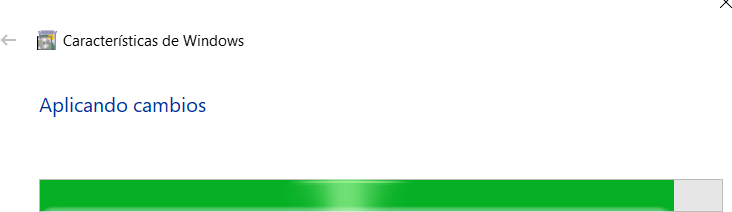 Características de Windows
Aplicando cambios